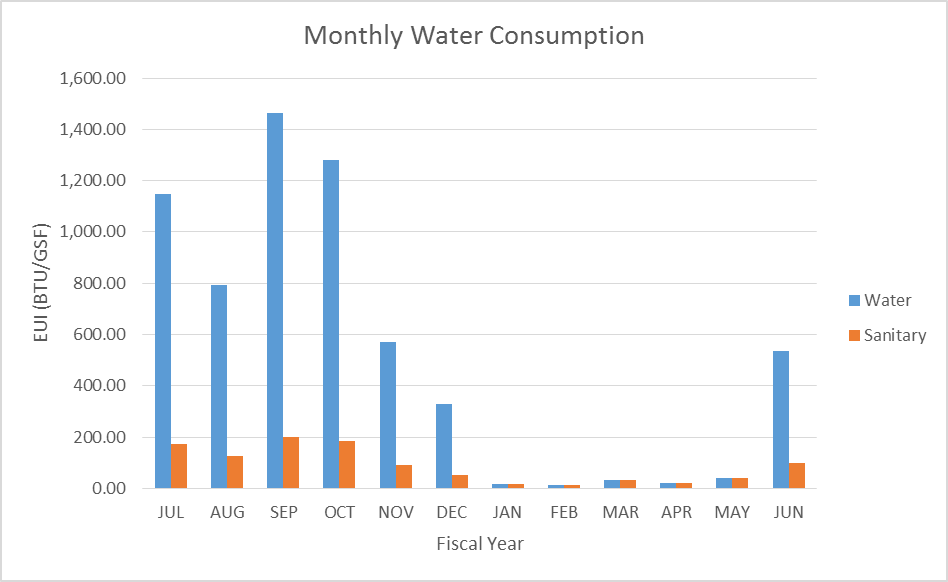 Monthly Water Consumption
1,600.00
1,400.00
1,200.00
1,000.00
800.00
600.00
400.00
200.00
0.00
EUI (BTU/GSF)
JUL AUG SEP OCT NOV DEC JAN FEB MAR APR MAY JUN
Fiscal Year
Water
Sanitary